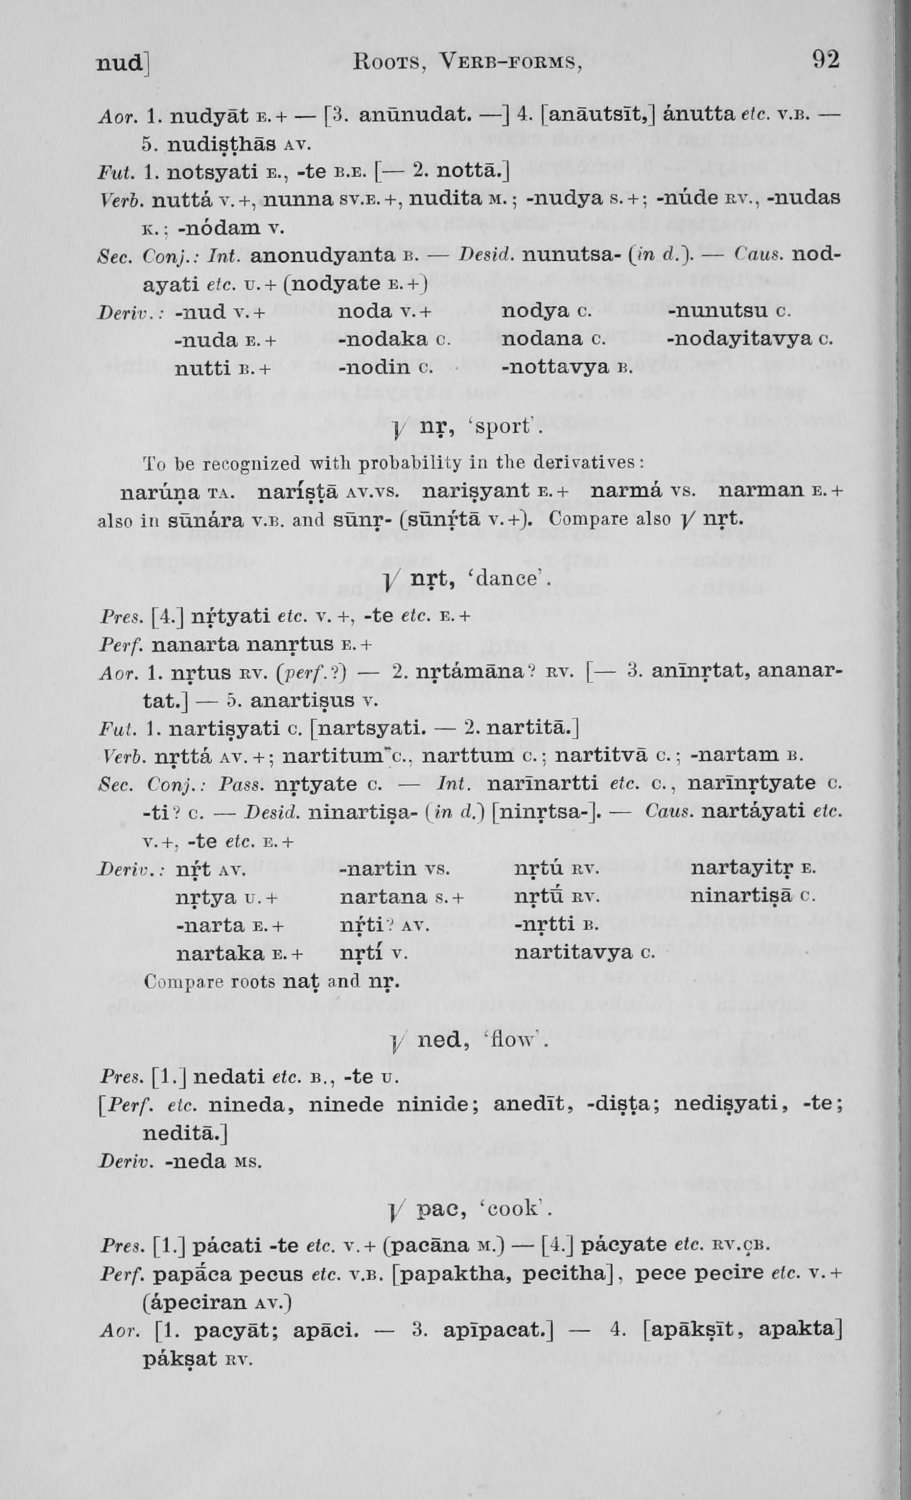 nud] Roots, Verb-forms, 92
Aor. 1. nudyāt E.+ — [3. anūnudat. —] 4. [anāutsīt,] ánutta etc. V.B. —
5. nudiṣṭhās AV.
Fut. 1. notsyati E., -te B.E. [— 2. nottā.]
Verb. nuttá V.+, nunna SV.E.+, nudita M.; -nudya S.+; -núde RV., -nudas
K.; -nódam V.
Sec. Conj.: Int. anonudyanta B. — Desid. nunutsa- (in d.). — Caus. nod-
ayati etc. U.+ (nodyate E.+)
Deriv.: -nud V.+ noda V.+ nodya C. -nunutsu C.
-nuda E.+ -nodaka C. nodana C. -nodayitavya C.
nutti B.+ -nodin C. -nottavya B.
√ nṛ, ‘sport’.
To be recognized with probability in the derivatives:
narúṇa TA. naríṣṭā AV.VS. nariṣyant E.+ narmá VS. narman E.+
also in sūnára V.B. and sūnṛ- (sūnṛ́tā V.+). Compare also √ nṛt.
√ nṛt, ‘dance’.
Pres. [4.] nṛ́tyati etc. V.+, -te etc. E.+
Perf. nanarta nanṛtus E.+
Aor. 1. nṛtus RV. (perf.?) — 2. nṛtámāna? RV. [— 3. anīnṛtat, ananar-
tat.] — 5. anartiṣus V.
Fut. 1. nartiṣyati C. [nartsyati. — 2. nartitā.]
Verb. nṛttá AV.+; nartitum C., narttum C.; nartitvā C.; -nartam B.
Sec. Conj.: Pass. nṛtyate C. — Int. narīnartti etc. C., narīnṛtyate C.
-ti? C. — Desid. ninartiṣa- (in d.) [ninṛtsa-]. — Caus. nartáyati etc.
V.+, -te etc. E.+
Deriv.: nṛ́t AV. -nartin VS. nṛtú RV. nartayitṛ E.
nṛtya U.+ nartana S.+ nṛtū́ RV. ninartiṣā C.
-narta E.+ nṛ́ti? AV. -nṛtti B.
nartaka E.+ nṛtí V. nartitavya C.
Compare roots naṭ and nṛ.
√ ned, ‘flow’.
Pres. [1.] nedati etc. B., -te U.
[Perf. etc. nineda, ninede ninide; anedīt, -diṣṭa; nediṣyati, -te;
neditā.]
Deriv. -neda MS.
√ pac, ‘cook’.
Pres. [1.] pácati -te etc. V.+ (pacāna M.) — [4.] pácyate etc. RV.ÇB.
Perf. papā́ca pecus etc. V.B. [papaktha, pecitha], pece pecire etc. V.+
(ápeciran AV.)
Aor. [1. pacyāt; apāci. — 3. apīpacat.] — 4. [apākṣīt, apakta]
pákṣat RV.